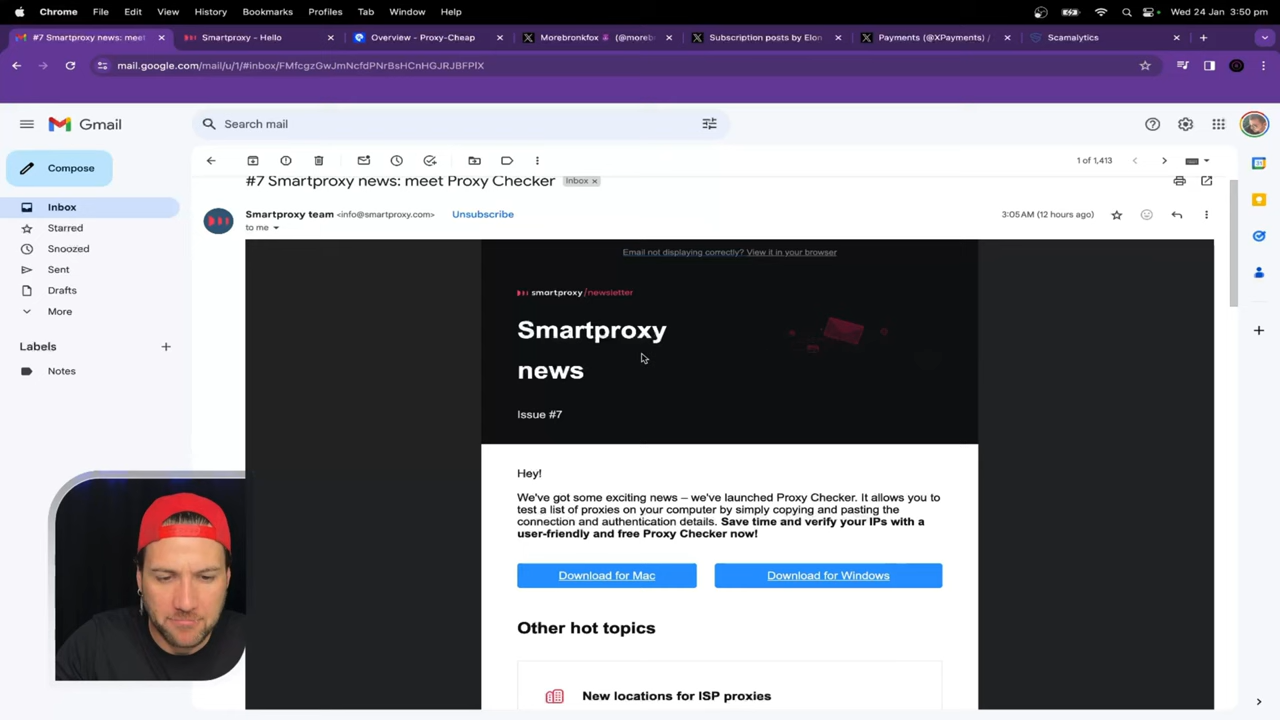 Chrome File Edit View History Bookmarks Profiles Tab Window Help Wed 24 Jan 3:50 pm
#7 Smartproxy news: meet Smartproxy - Hello Overview - Proxy-Cheap Morebronkfox (@more Subscription posts by Elon Payments (@XPayments) / Scamalytics
mail.google.com/mail/u/1/#inbox/FMfcgzGwJmNcfdPNrBsHCnHGJRJBFPlX
Gmail
Search mail
Compose
1 of 1,413
Inbox
Starred
Snoozed
Sent
Drafts
More
Labels
Notes
#7 Smartproxy news: meet Proxy Checker Inbox x
Smartproxy team <info@smartproxy.com> Unsubscribe 3:05 AM (12 hours ago)
to me
Email not displaying correctly? View it in your browser
smartproxy/newsletter
Smartproxy
news
Issue #7
Hey!
We've got some exciting news – we've launched Proxy Checker. It allows you to
test a list of proxies on your computer by simply copying and pasting the
connection and authentication details. Save time and verify your IPs with a
user-friendly and free Proxy Checker now!
Download for Mac Download for Windows
Other hot topics
New locations for ISP proxies